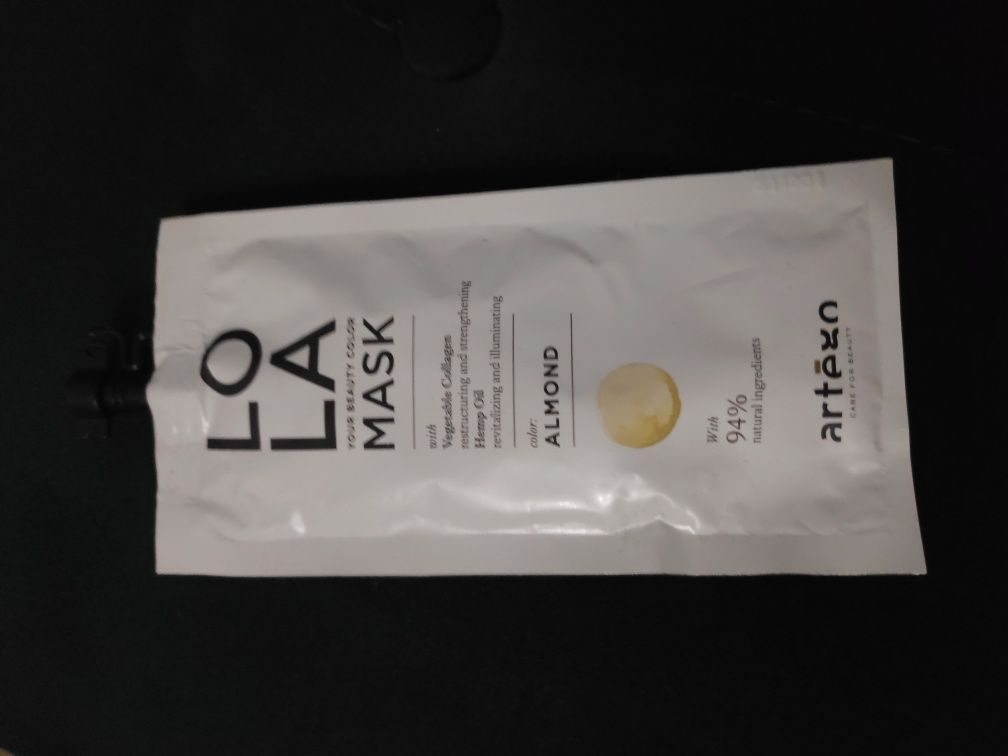 LO
LA
YOUR BEAUTY COLOR
MASK
with
Vegetable Collagen
restructuring and strengthening
Hemp Oil
revitalizing and illuminating
color:
ALMOND
With
94%
natural ingredients
artēgo
CARE FOR BEAUTY